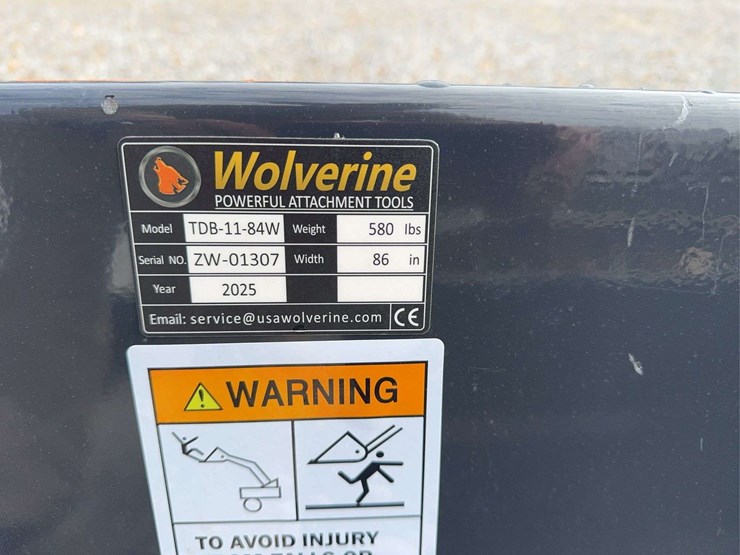 Wolverine
POWERFUL ATTACHMENT TOOLS
Model TDB-11-84W Weight 580 lbs
Serial NO. ZW-01307 Width 86 in
Year 2025
Email: service@usawolverine.com CE
WARNING
TO AVOID INJURY